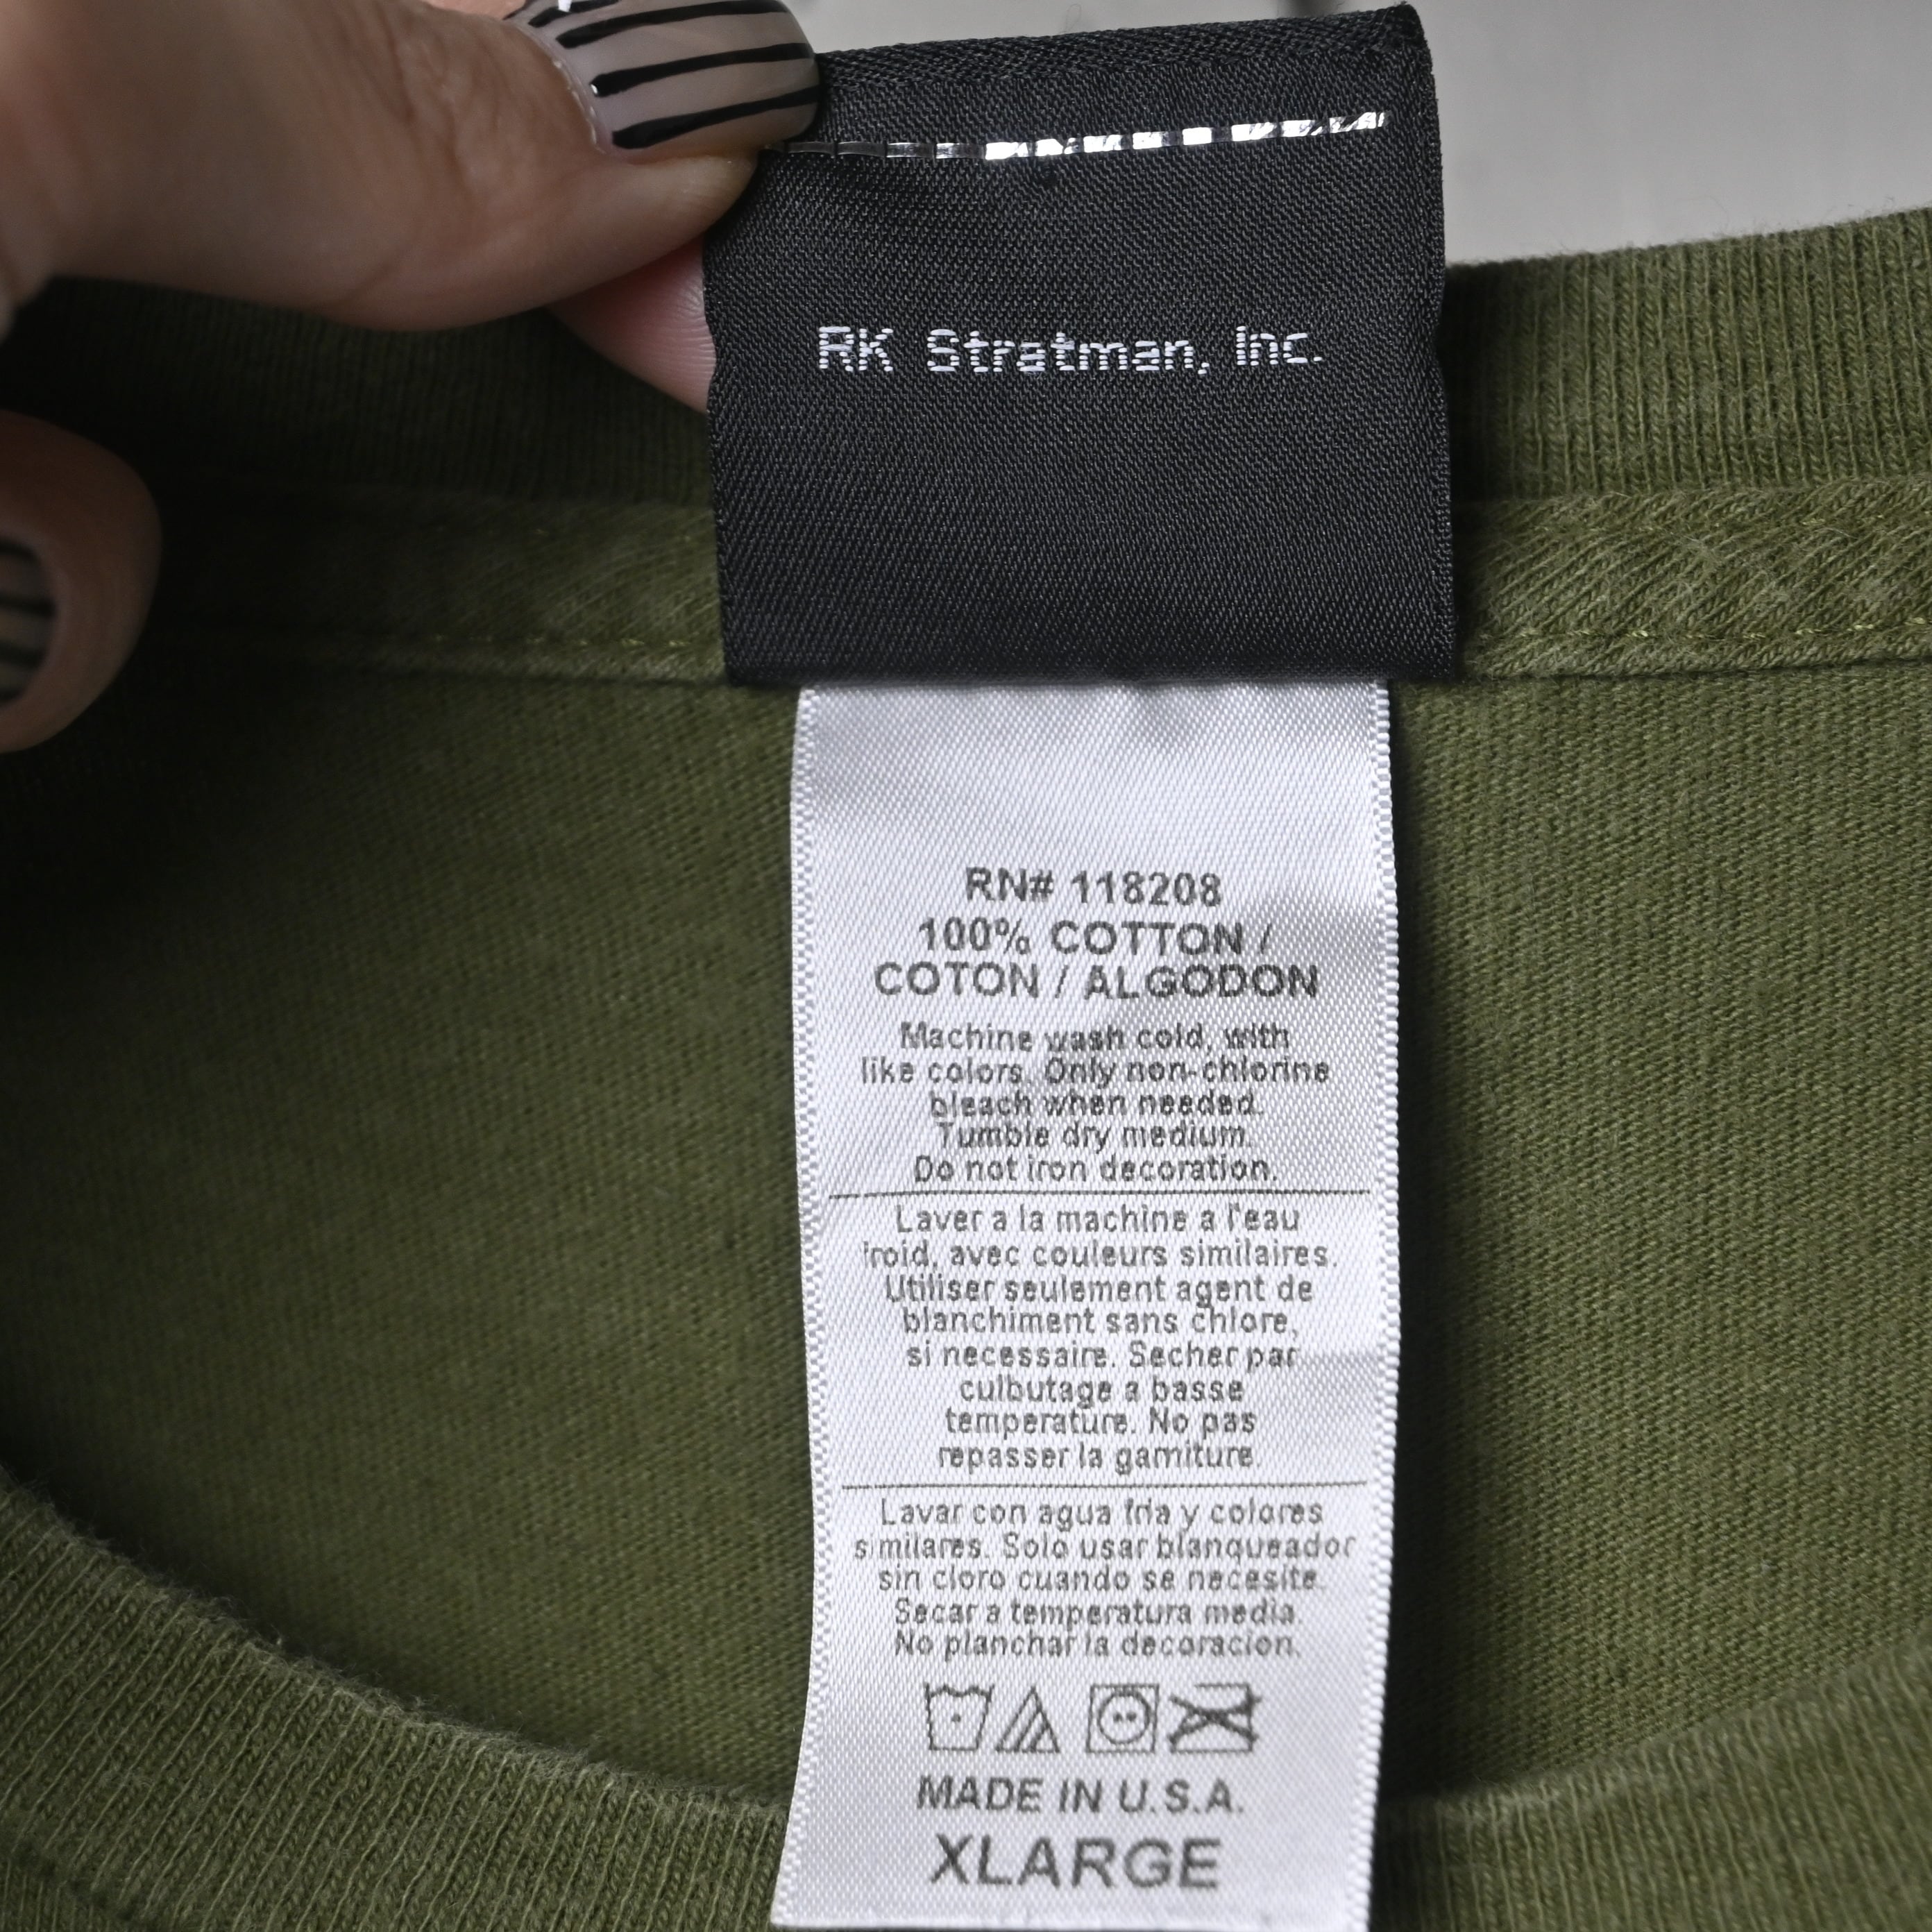 RK Stratman, Inc.
RN# 118208
100% COTTON /
COTON / ALGODON
Machine wash cold, with
like colors. Only non-chlorine
bleach when needed.
Tumble dry medium.
Do not iron decoration.
Laver a la machine a l'eau
froid, avec couleurs similaires.
Utiliser seulement agent de
blanchiment sans chlore,
si necessaire. Secher par
culbutage a basse
temperature. No pas
repasser la garniture.
Lavar con agua fria y colores
similares. Solo usar blanqueador
sin cloro cuando se necesite.
Secar a temperatura media.
No planchar la decoracion.
MADE IN U.S.A.
XLARGE